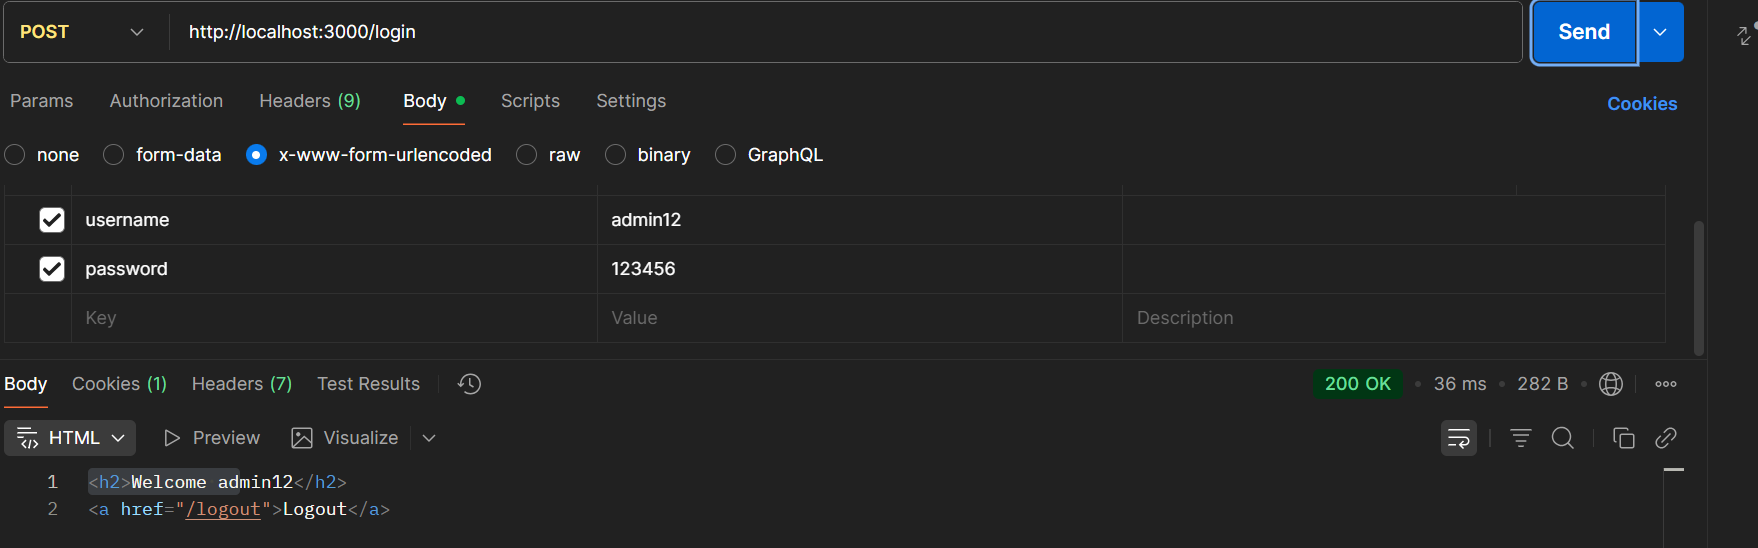 POST http://localhost:3000/login Send
Params Authorization Headers (9) Body Scripts Settings Cookies
none form-data x-www-form-urlencoded raw binary GraphQL
username admin12
password 123456
Key Value Description
Body Cookies (1) Headers (7) Test Results 200 OK • 36 ms • 282 B •
HTML Preview Visualize
1 <h2>Welcome admin12</h2>
2 <a href="/logout">Logout</a>